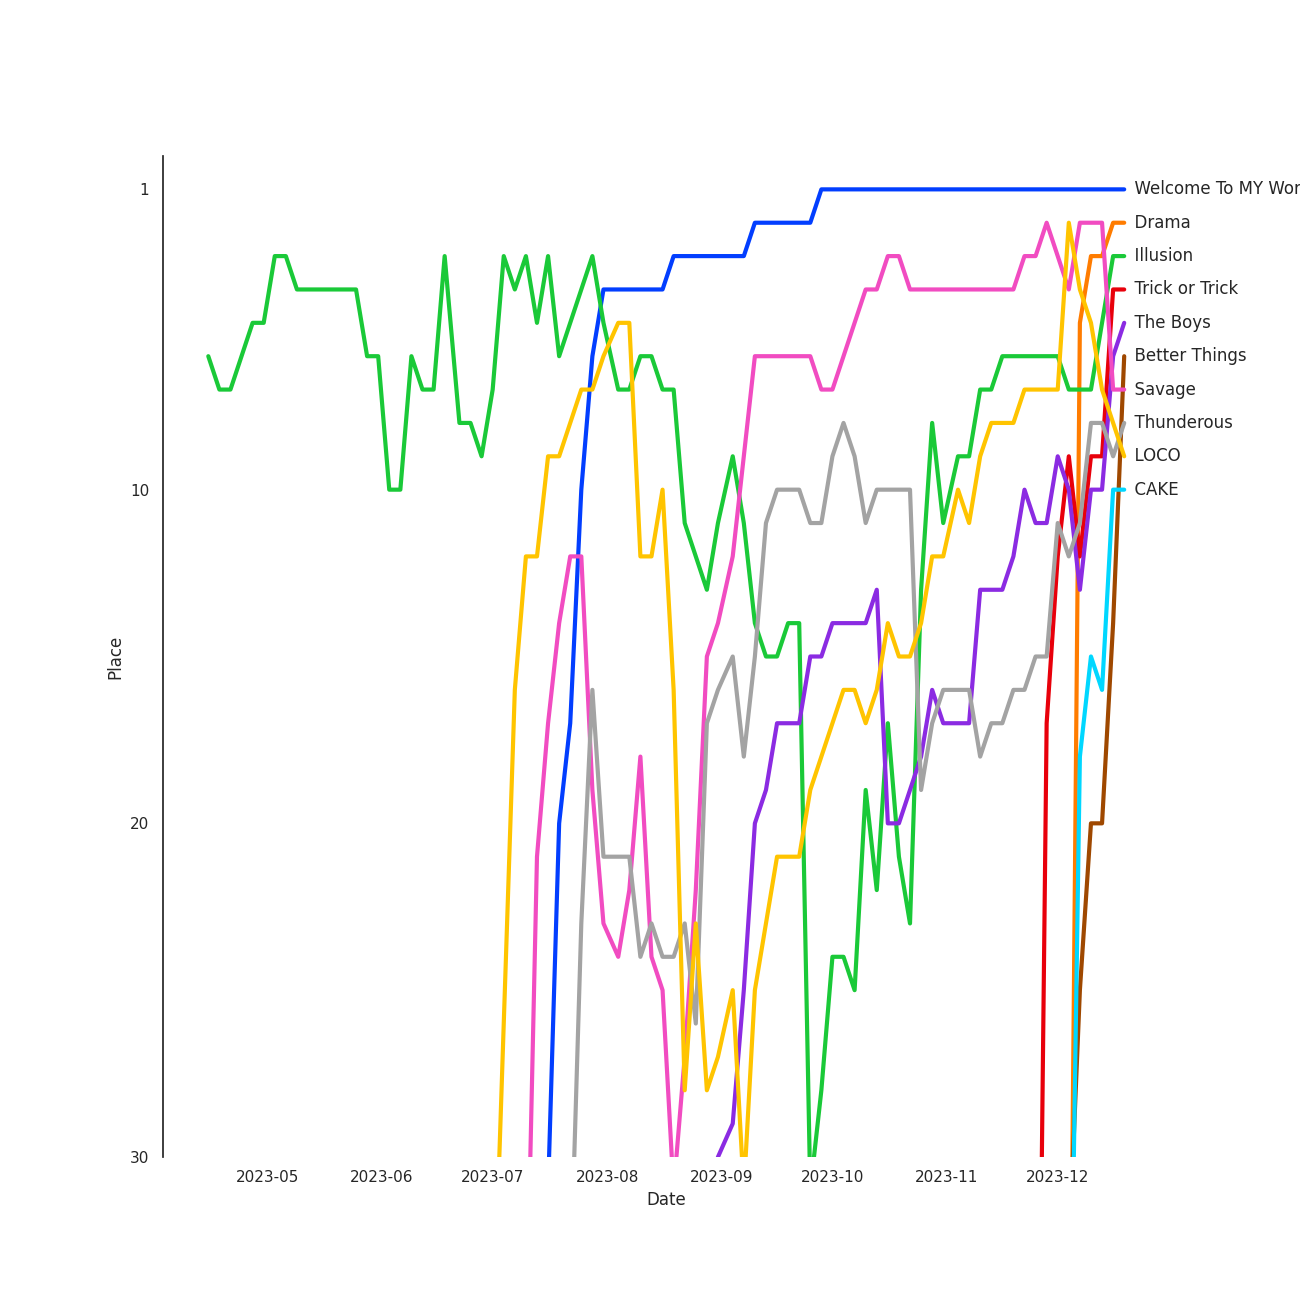 1
10
20
30
Place
2023-05
2023-06
2023-07
2023-08
2023-09
2023-10
2023-11
2023-12
Date
Welcome To MY Wor
Drama
Illusion
Trick or Trick
The Boys
Better Things
Savage
Thunderous
LOCO
CAKE